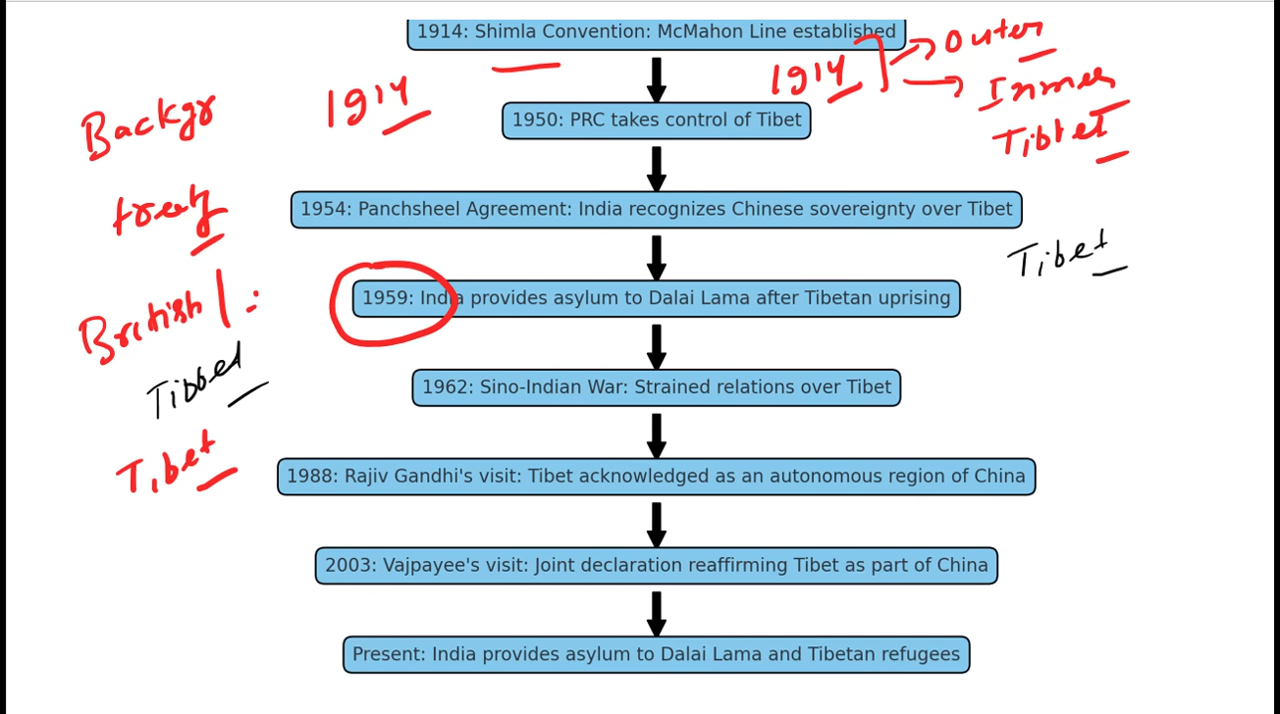 1914: Shimla Convention: McMahon Line established
1914
1914
Outer
Inner
Tibtet
Backgr
1950: PRC takes control of Tibet
treaty
1954: Panchsheel Agreement: India recognizes Chinese sovereignty over Tibet
Tibet
British
1959: India provides asylum to Dalai Lama after Tibetan uprising
Tibbet
1962: Sino-Indian War: Strained relations over Tibet
Tibet
1988: Rajiv Gandhi's visit: Tibet acknowledged as an autonomous region of China
2003: Vajpayee's visit: Joint declaration reaffirming Tibet as part of China
Present: India provides asylum to Dalai Lama and Tibetan refugees